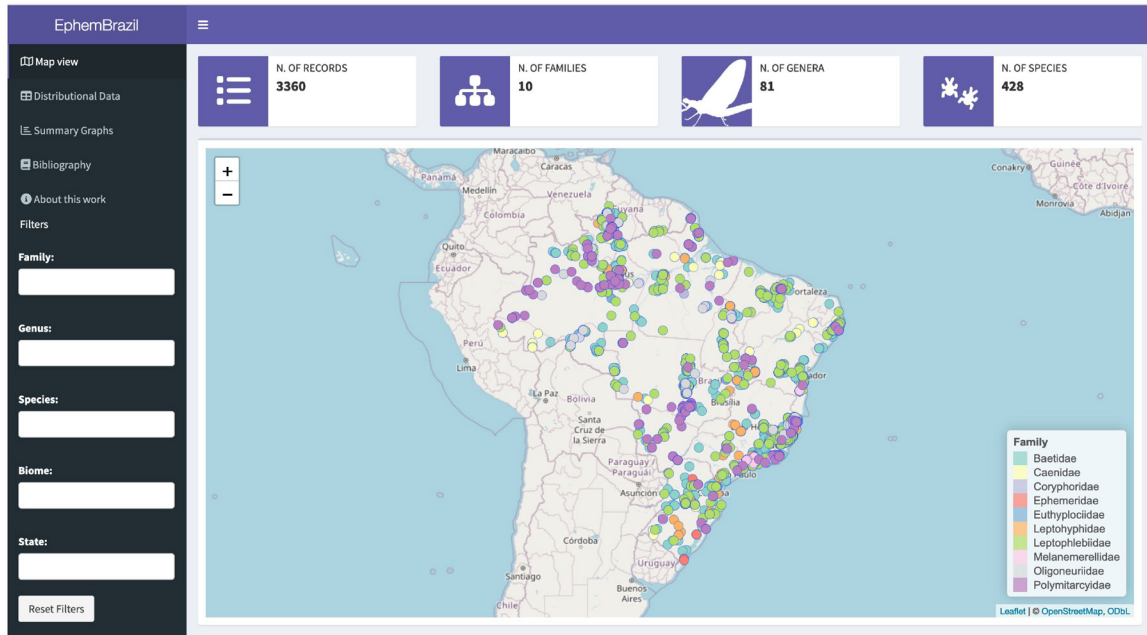 EphemBrazil
Map view
Distributional Data
Summary Graphs
Bibliography
About this work
Filters
Family:
Genus:
Species:
Biome:
State:
Reset Filters
N. OF RECORDS
3360
N. OF FAMILIES
10
N. OF GENERA
81
N. OF SPECIES
428
+
−
Maracaibo
Caracas
Panamá
Medellín
Venezuela
Guyana
Colombia
Quito
Ecuador
Perú
Lima
La Paz
Bolivia
Santa
Cruz de
la Sierra
Brasília
Paraguay
Paraguái
Asunción
Córdoba
Santiago
Uruguay
Buenos
Aires
Chile
Conakry
Guinée
Côte d'Ivoire
Monrovia
Abidjan
Family
Baetidae
Caenidae
Coryphoridae
Ephemeridae
Euthyplociidae
Leptohyphidae
Leptophlebiidae
Melanemerellidae
Oligoneuriidae
Polymitarcyidae
Leaflet | © OpenStreetMap, ODbL